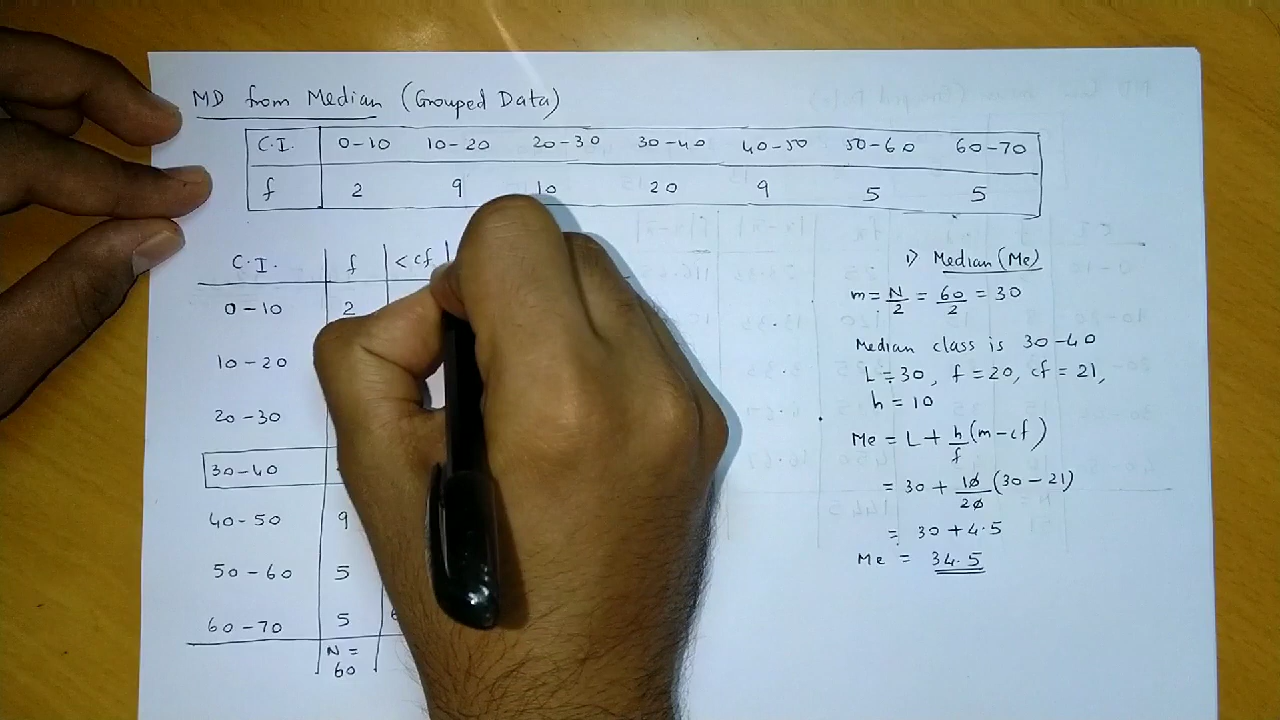 MD from Median (Grouped Data)
C.I. 0-10 10-20 20-30 30-40 40-50 50-60 60-70
f 2 9 10 20 9 5 5
C.I. f <cf
0-10 2
10-20
20-30
30-40
40-50 9
50-60 5
60-70 5
N =
60
1) Median (Me)
m = N/2 = 60/2 = 30
Median class is 30-40
L = 30, f = 20, cf = 21,
h = 10
Me = L + h/f (m-cf)
= 30 + 10/20 (30-21)
= 30 + 4.5
Me = 34.5